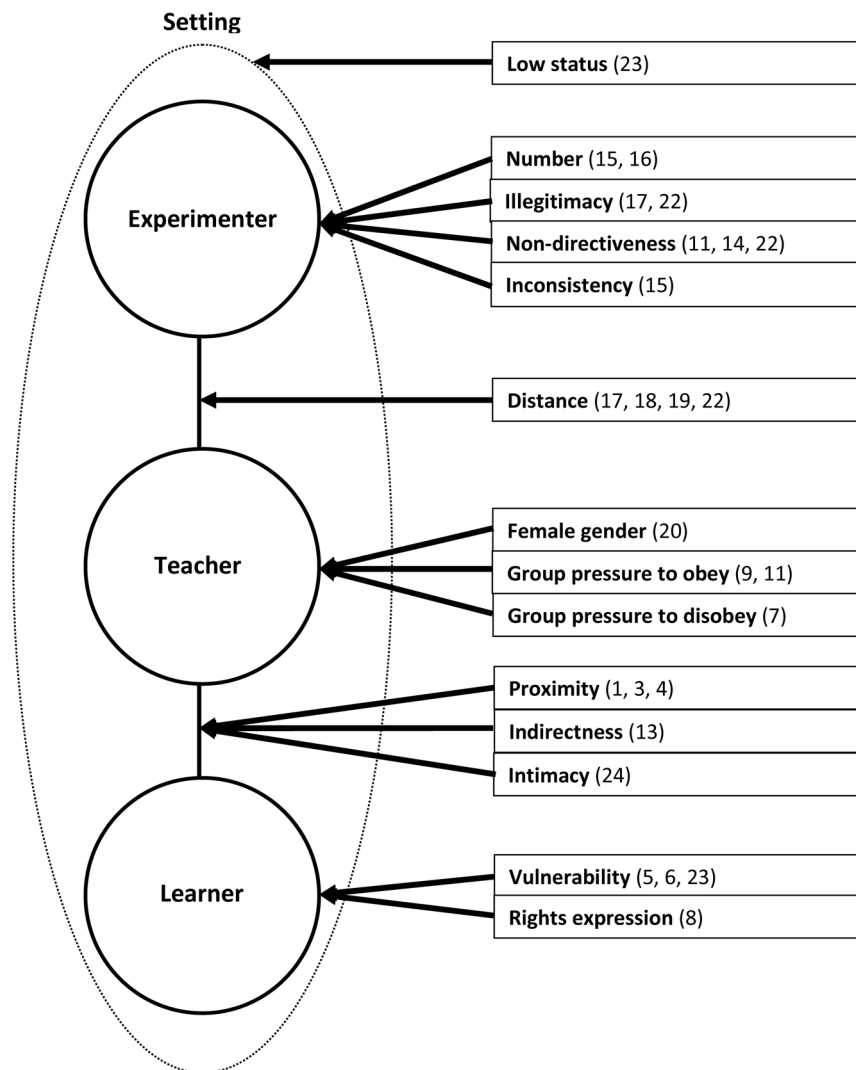 Setting
Low status (23)
Number (15, 16)
Illegitimacy (17, 22)
Experimenter
Non-directiveness (11, 14, 22)
Inconsistency (15)
Distance (17, 18, 19, 22)
Female gender (20)
Teacher
Group pressure to obey (9, 11)
Group pressure to disobey (7)
Proximity (1, 3, 4)
Indirectness (13)
Intimacy (24)
Vulnerability (5, 6, 23)
Learner
Rights expression (8)